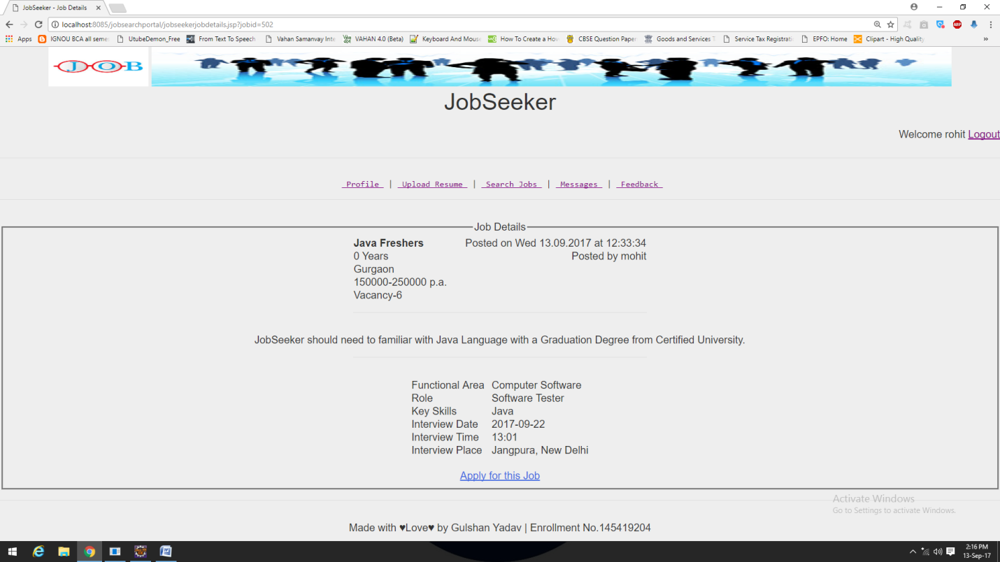 JobSeeker - Job Details
localhost:8085/jobsearchportal/jobseekerjobdetails.jsp?jobid=502
Apps IGNOU BCA all semes UtubeDemon_Free From Text To Speech Vahan Samanvay Inte VAHAN 4.0 (Beta) Keyboard And Mouse How To Create a How CBSE Question Paper Goods and Services T Service Tax Registrati EPFO: Home Clipart - High Quality »
JOB
JobSeeker
Welcome rohit Logout
Profile | Upload Resume | Search Jobs | Messages | Feedback
Job Details
Java Freshers Posted on Wed 13.09.2017 at 12:33:34
0 Years Posted by mohit
Gurgaon
150000-250000 p.a.
Vacancy-6
JobSeeker should need to familiar with Java Language with a Graduation Degree from Certified University.
Functional Area Computer Software
Role Software Tester
Key Skills Java
Interview Date 2017-09-22
Interview Time 13:01
Interview Place Jangpura, New Delhi
Apply for this Job
Activate Windows
Go to Settings to activate Windows.
Made with ♥Love♥ by Gulshan Yadav | Enrollment No.145419204
2:16 PM
13-Sep-17